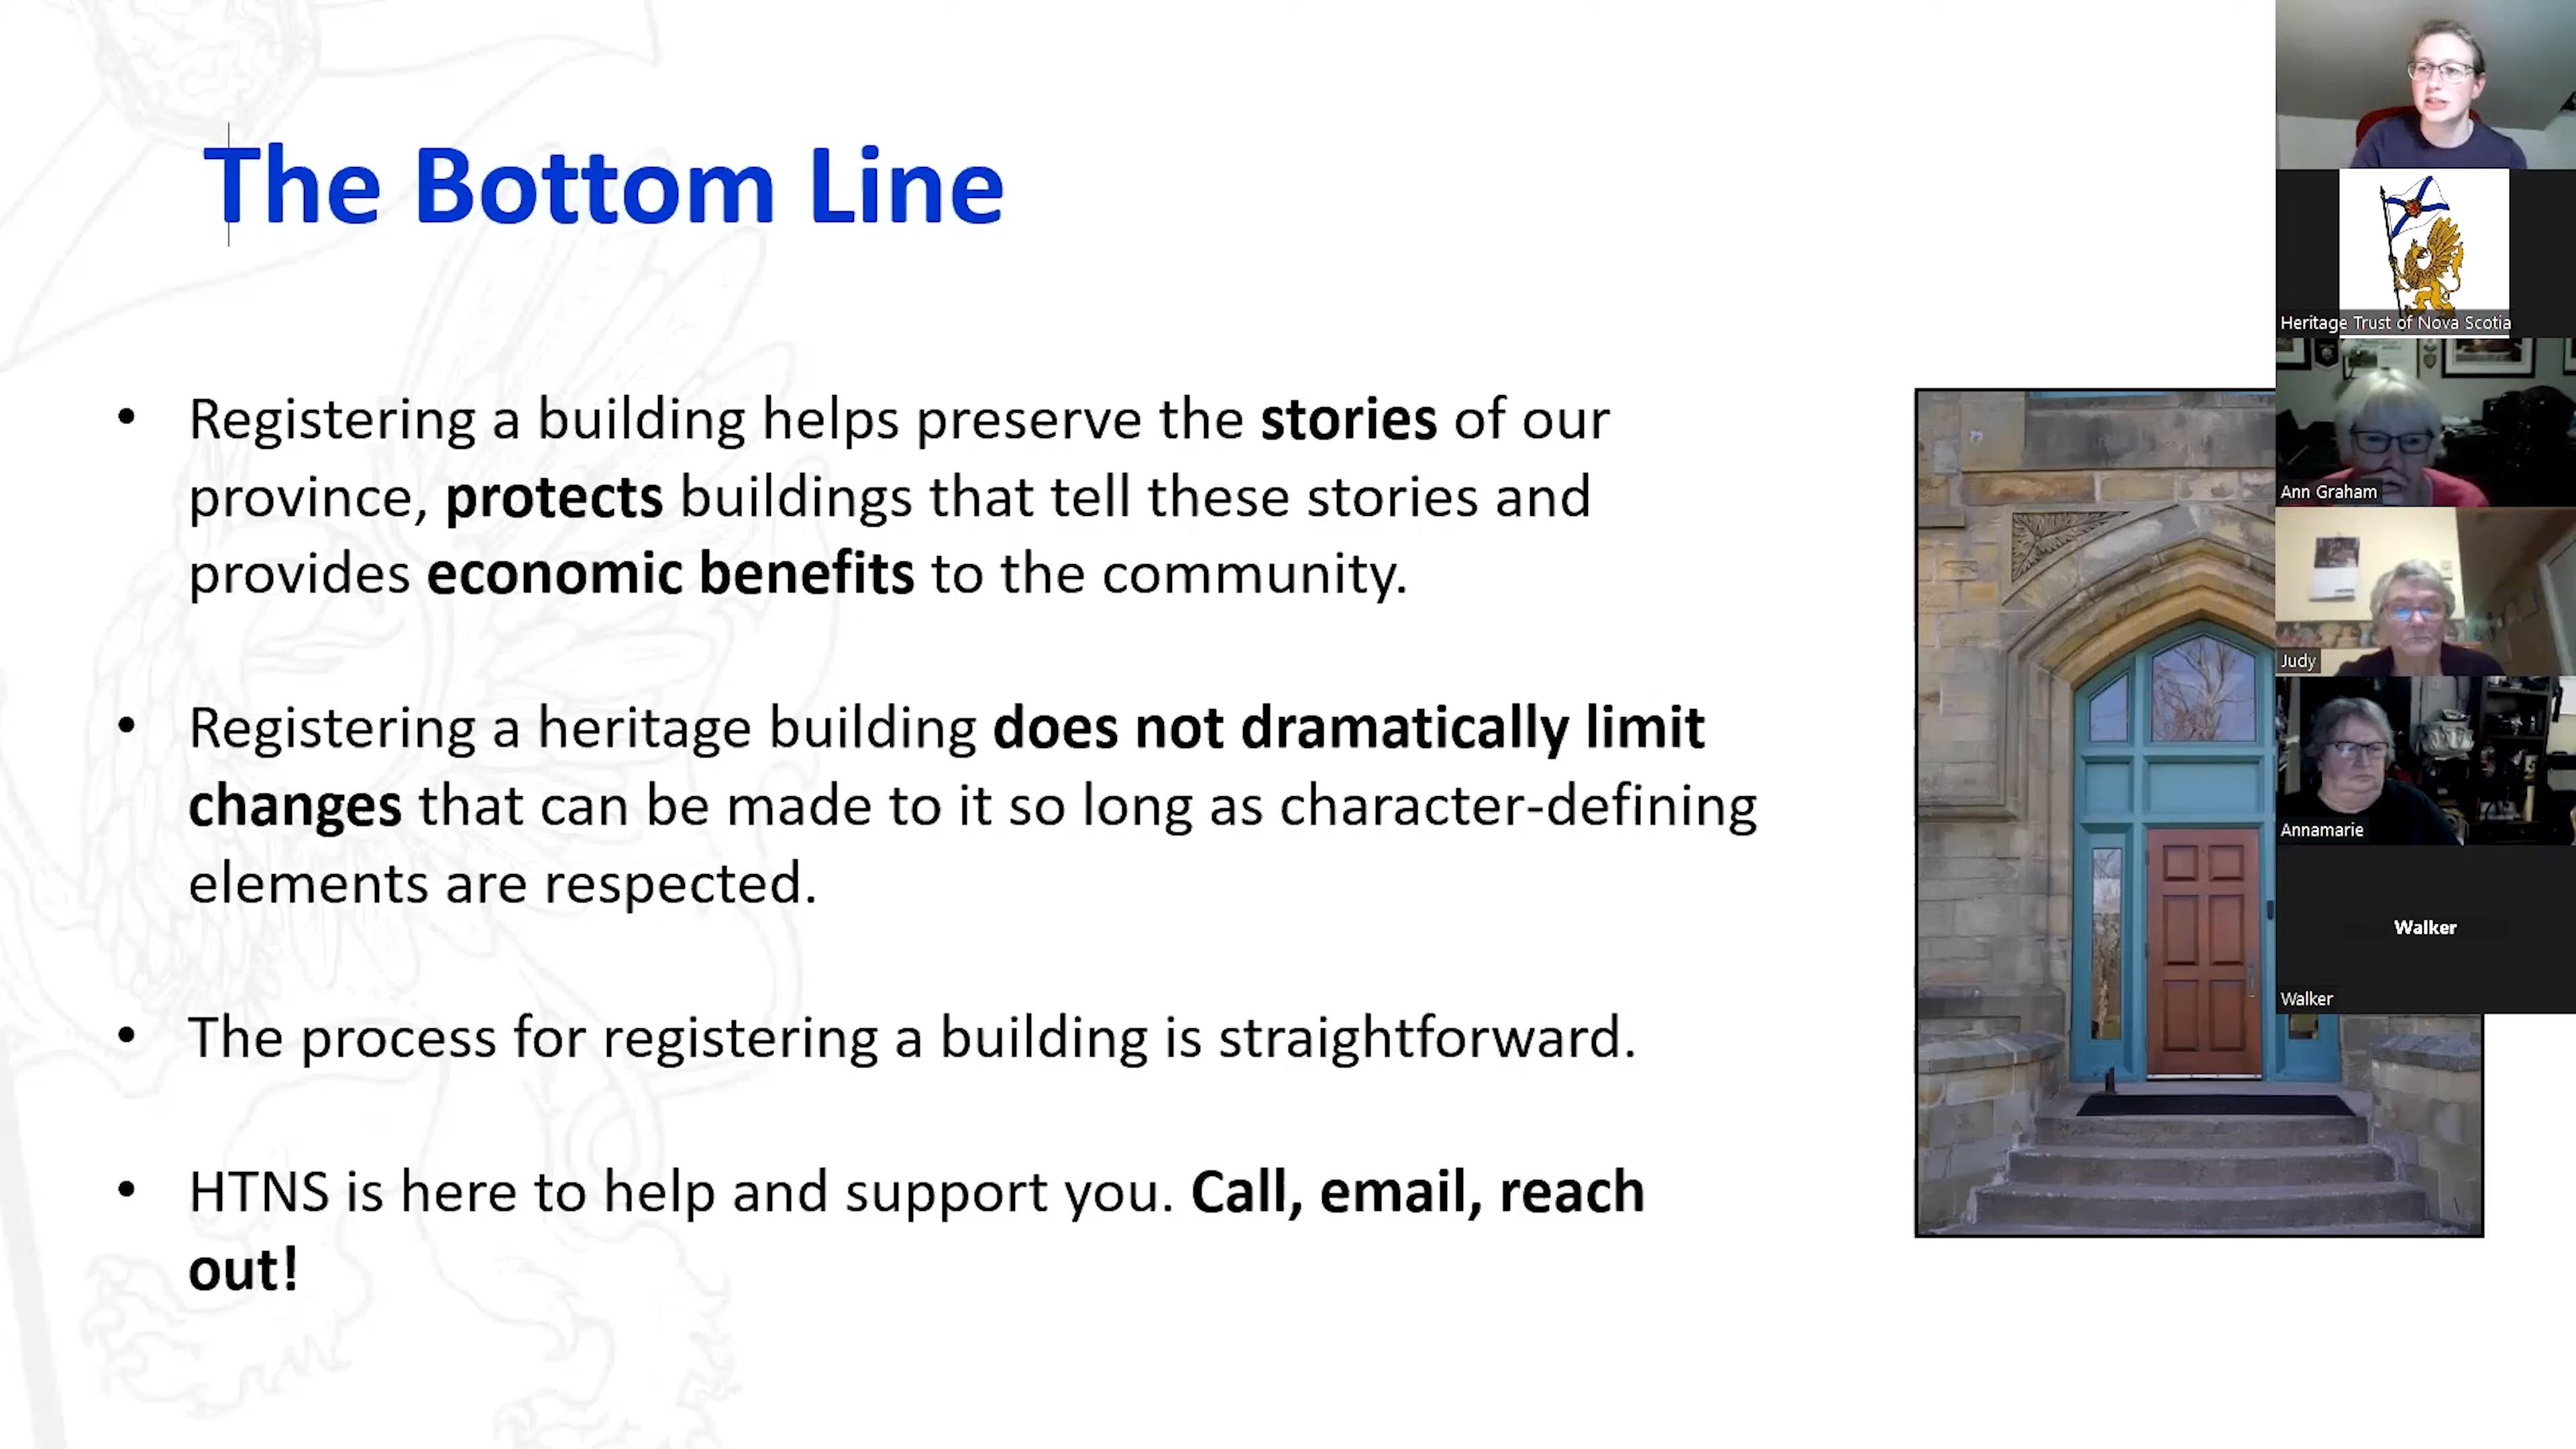 The Bottom Line
• Registering a building helps preserve the stories of our
province, protects buildings that tell these stories and
provides economic benefits to the community.
• Registering a heritage building does not dramatically limit
changes that can be made to it so long as character-defining
elements are respected.
• The process for registering a building is straightforward.
• HTNS is here to help and support you. Call, email, reach
out!
Heritage Trust of Nova Scotia
Ann Graham
Judy
Annamarie
Walker
Walker